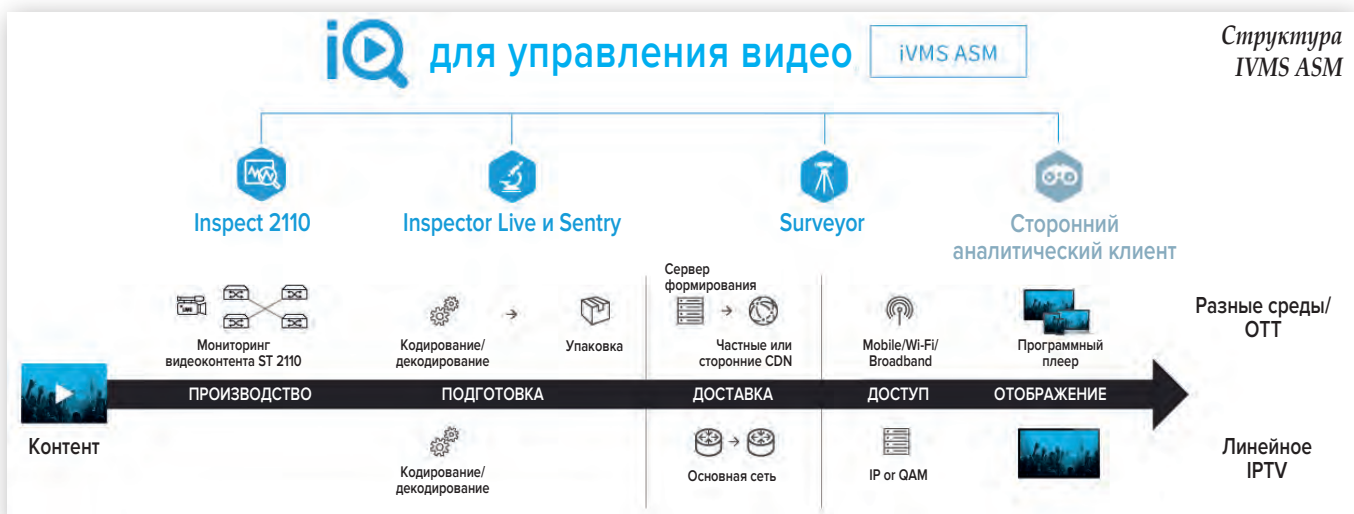 iQ для управления видео
iVMS ASM
Структура
IVMS ASM
Inspect 2110
Inspector Live и Sentry
Surveyor
Сторонний
аналитический клиент
LIVE
Мониторинг
видеоконтента ST 2110
Кодирование/
декодирование
Упаковка
Сервер
формирования
Частные или
сторонние CDN
Mobile/Wi-Fi/
Broadband
Программный
плеер
Разные среды/
ОТТ
ПРОИЗВОДСТВО
ПОДГОТОВКА
ДОСТАВКА
ДОСТУП
ОТОБРАЖЕНИЕ
Контент
Кодирование/
декодирование
Основная сеть
IP or QAM
Линейное
IPTV